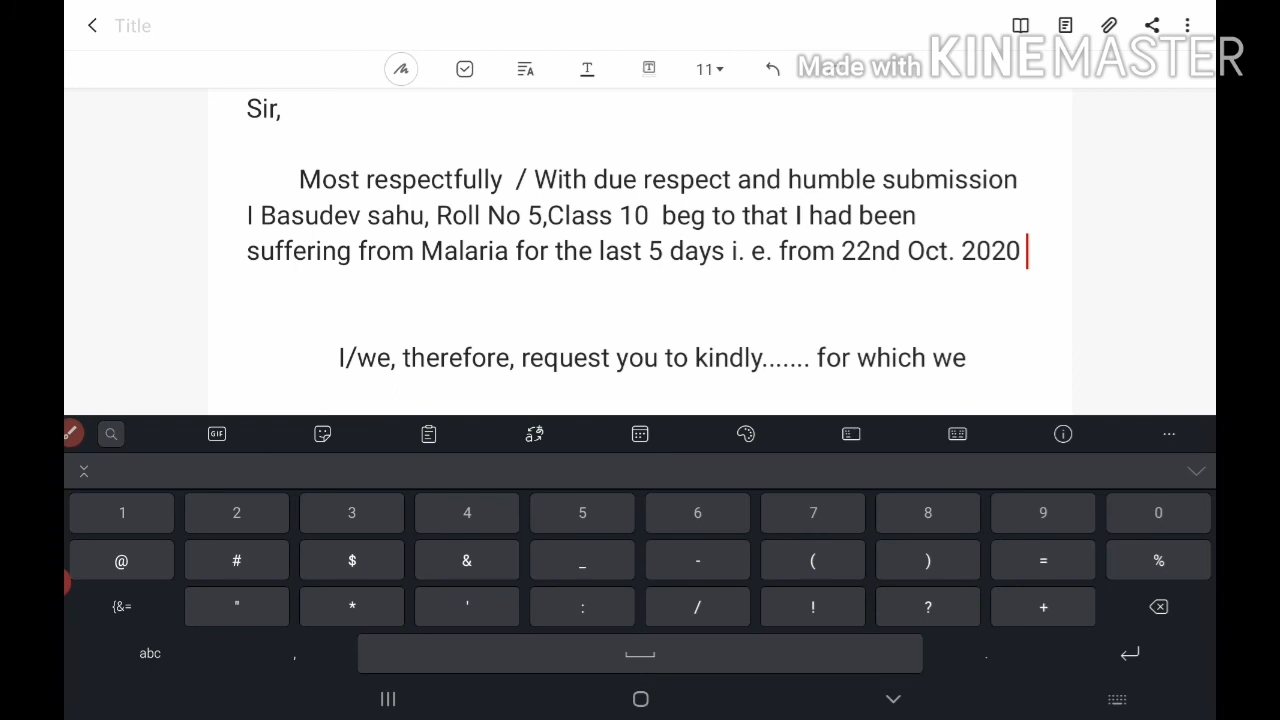 Title
11
Made with KINEMASTER
Sir,
Most respectfully / With due respect and humble submission
I Basudev sahu, Roll No 5,Class 10 beg to that I had been
suffering from Malaria for the last 5 days i. e. from 22nd Oct. 2020
I/we, therefore, request you to kindly....... for which we
GIF
1 2 3 4 5 6 7 8 9 0
@ # $ & _ - ( ) = %
{&= " * ' : / ! ? +
abc , .